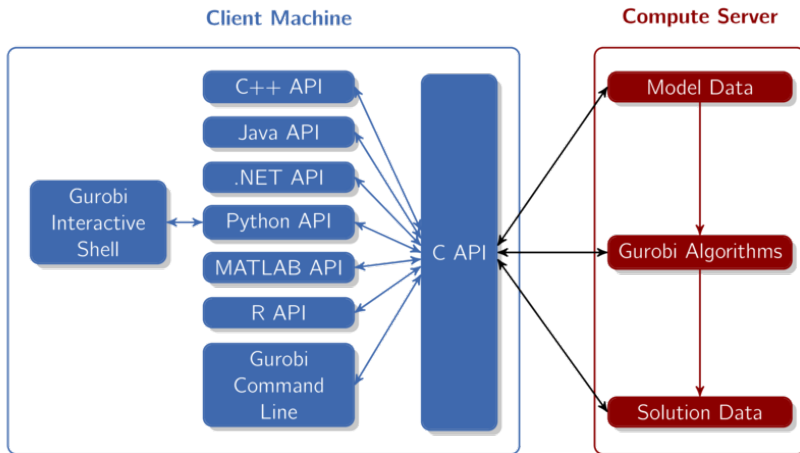 Client Machine
Compute Server
C++ API
Java API
.NET API
Python API
MATLAB API
R API
Gurobi
Command
Line
Gurobi
Interactive
Shell
C API
Model Data
Gurobi Algorithms
Solution Data